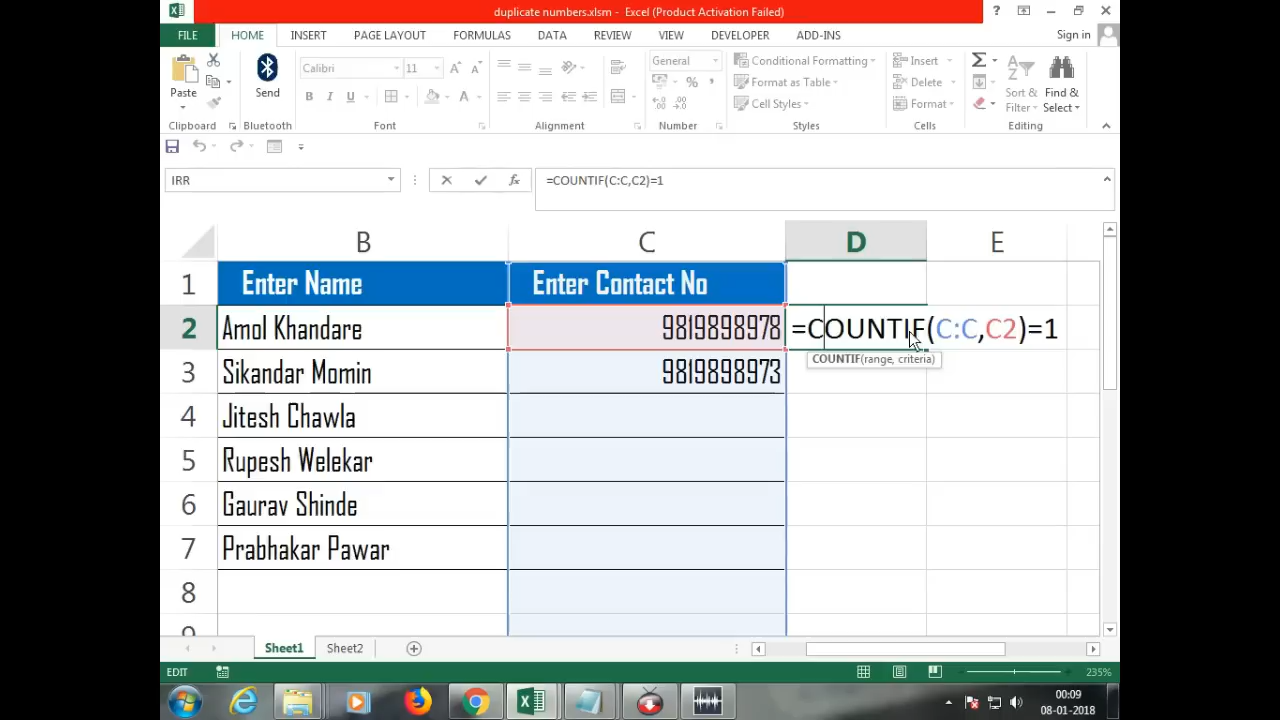 duplicate numbers.xlsm - Excel (Product Activation Failed)
FILE HOME INSERT PAGE LAYOUT FORMULAS DATA REVIEW VIEW DEVELOPER ADD-INS Sign in
Paste
Clipboard
Send
Bluetooth
Calibri 11
B I U A
Font
Alignment
General
% ,
Number
Conditional Formatting
Format as Table
Cell Styles
Styles
Insert
Delete
Format
Cells
Sort & Filter
Find & Select
Editing
IRR fx =COUNTIF(C:C,C2)=1
B C D E
1 Enter Name Enter Contact No
2 Amol Khandare 9819898978 =COUNTIF(C:C,C2)=1
COUNTIF(range, criteria)
3 Sikandar Momin 9819898973
4 Jitesh Chawla
5 Rupesh Welekar
6 Gaurav Shinde
7 Prabhakar Pawar
8
9
Sheet1 Sheet2
EDIT 235%
00:09
08-01-2018